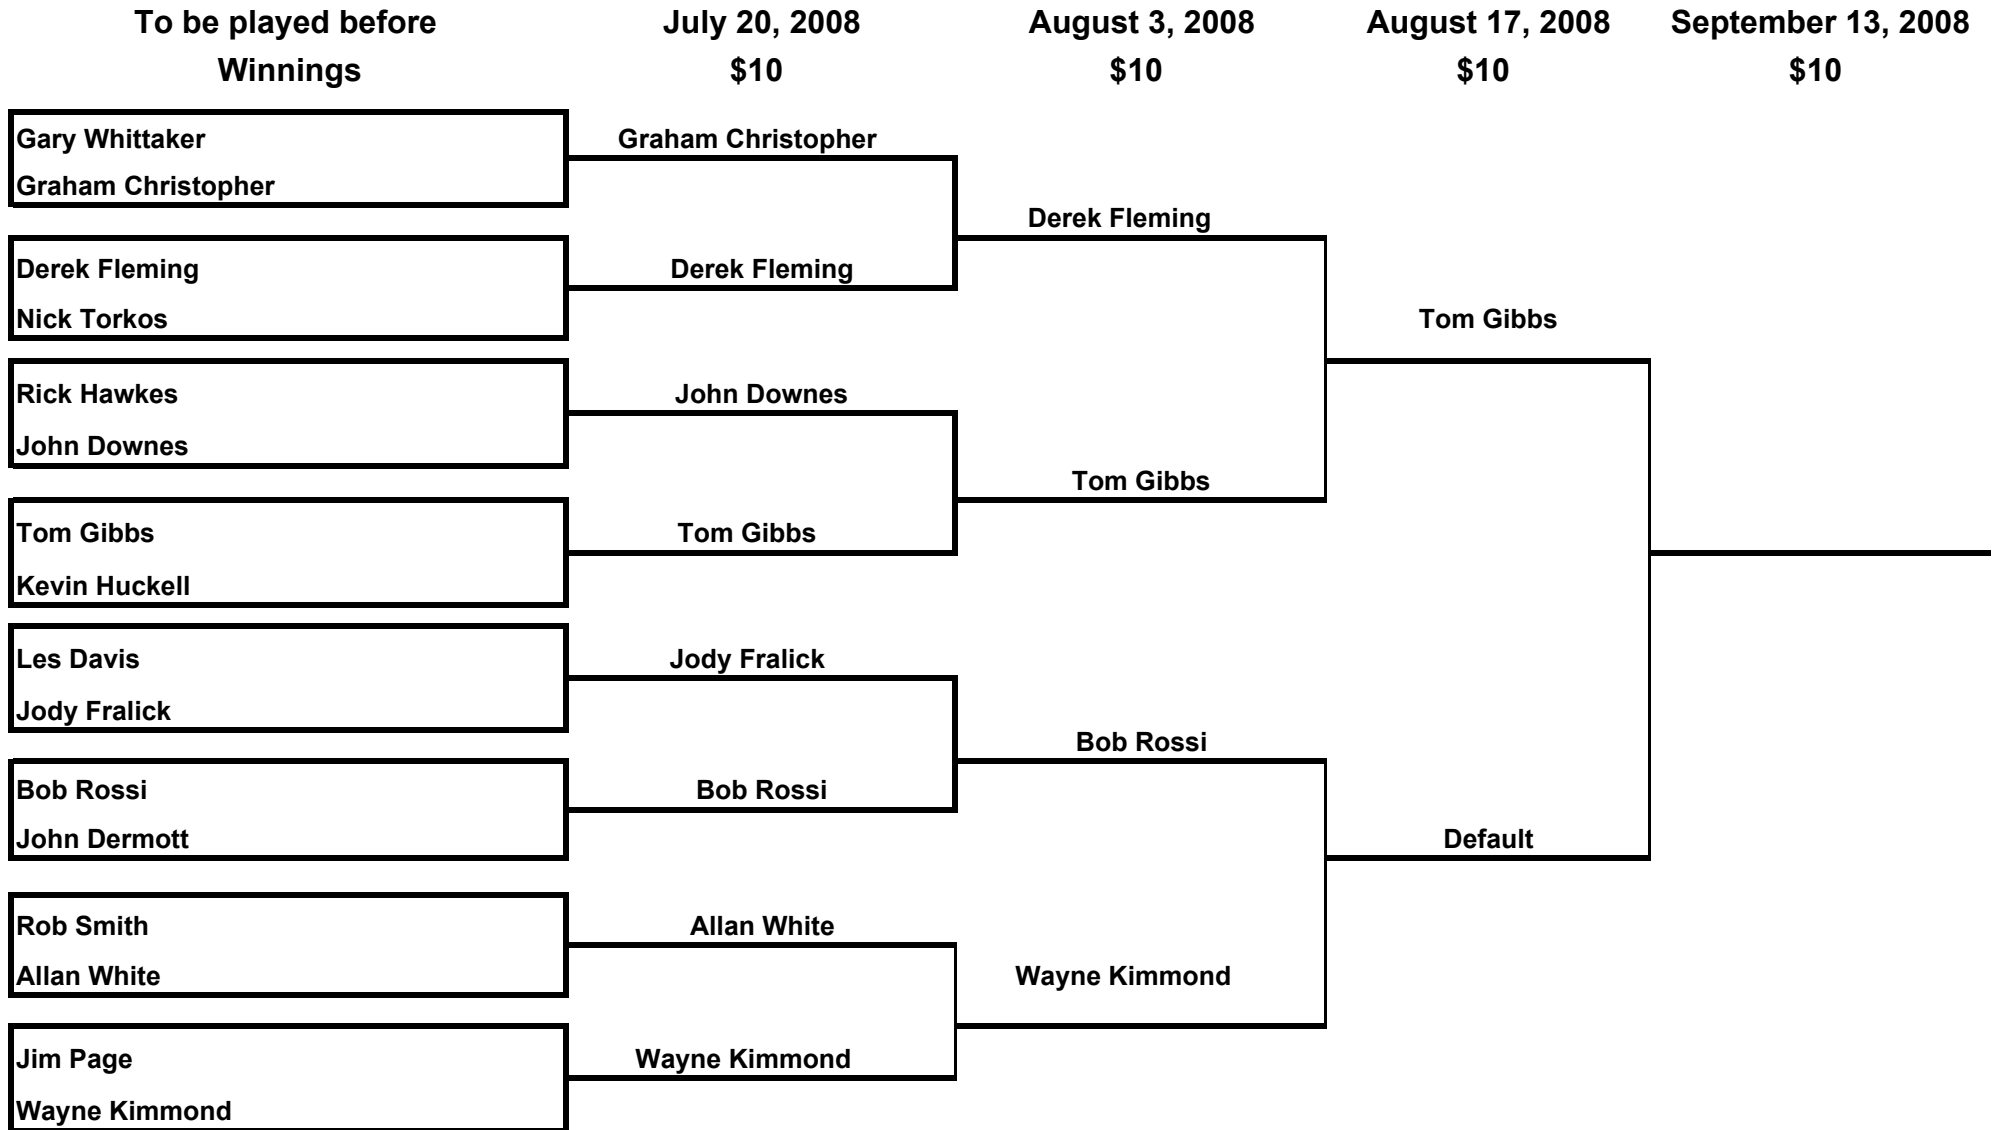 To be played before July 20, 2008 August 3, 2008 August 17, 2008 September 13, 2008
Winnings $10 $10 $10 $10
Gary Whittaker Graham Christopher
Graham Christopher
Derek Fleming
Derek Fleming Derek Fleming
Nick Torkos Tom Gibbs
Rick Hawkes John Downes
John Downes
Tom Gibbs
Tom Gibbs Tom Gibbs
Kevin Huckell
Les Davis Jody Fralick
Jody Fralick
Bob Rossi
Bob Rossi Bob Rossi
John Dermott Default
Rob Smith Allan White
Allan White Wayne Kimmond
Jim Page Wayne Kimmond
Wayne Kimmond